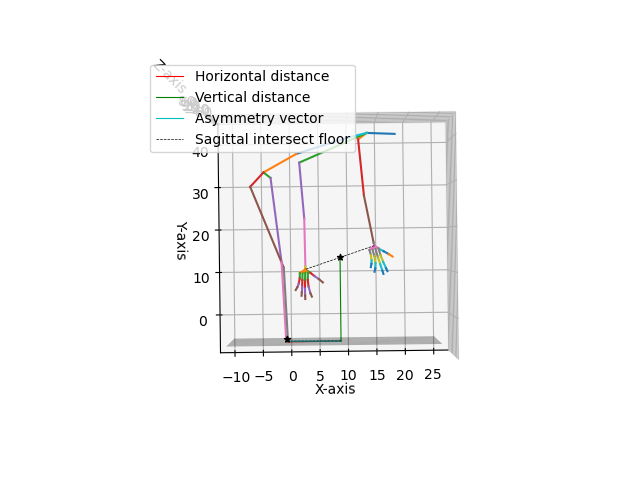 Z-axis
Horizontal distance
Vertical distance
Asymmetry vector
Sagittal intersect floor
40
30
20
10
0
Y-axis
−10 −5 0 5 10 15 20 25
X-axis